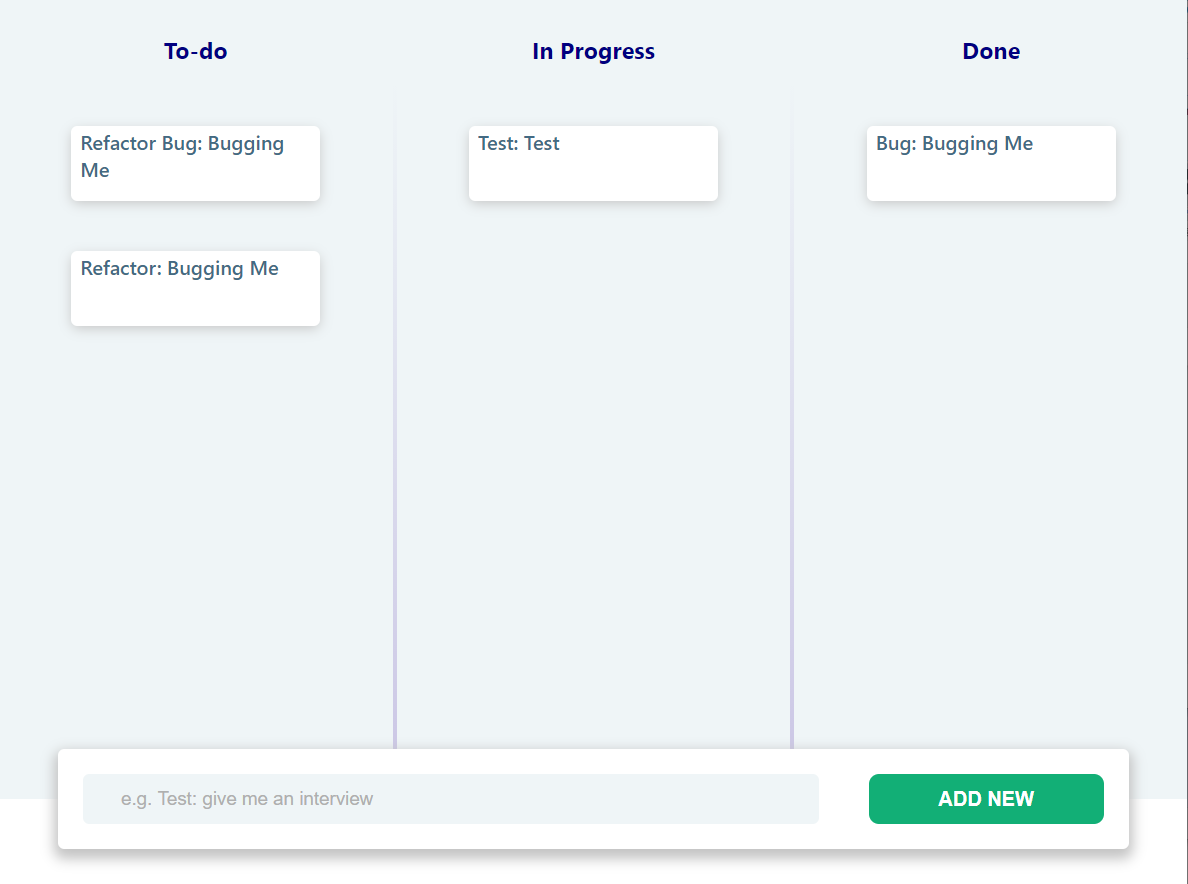 To-do
In Progress
Done
Refactor Bug: Bugging
Me
Test: Test
Bug: Bugging Me
Refactor: Bugging Me
e.g. Test: give me an interview
ADD NEW